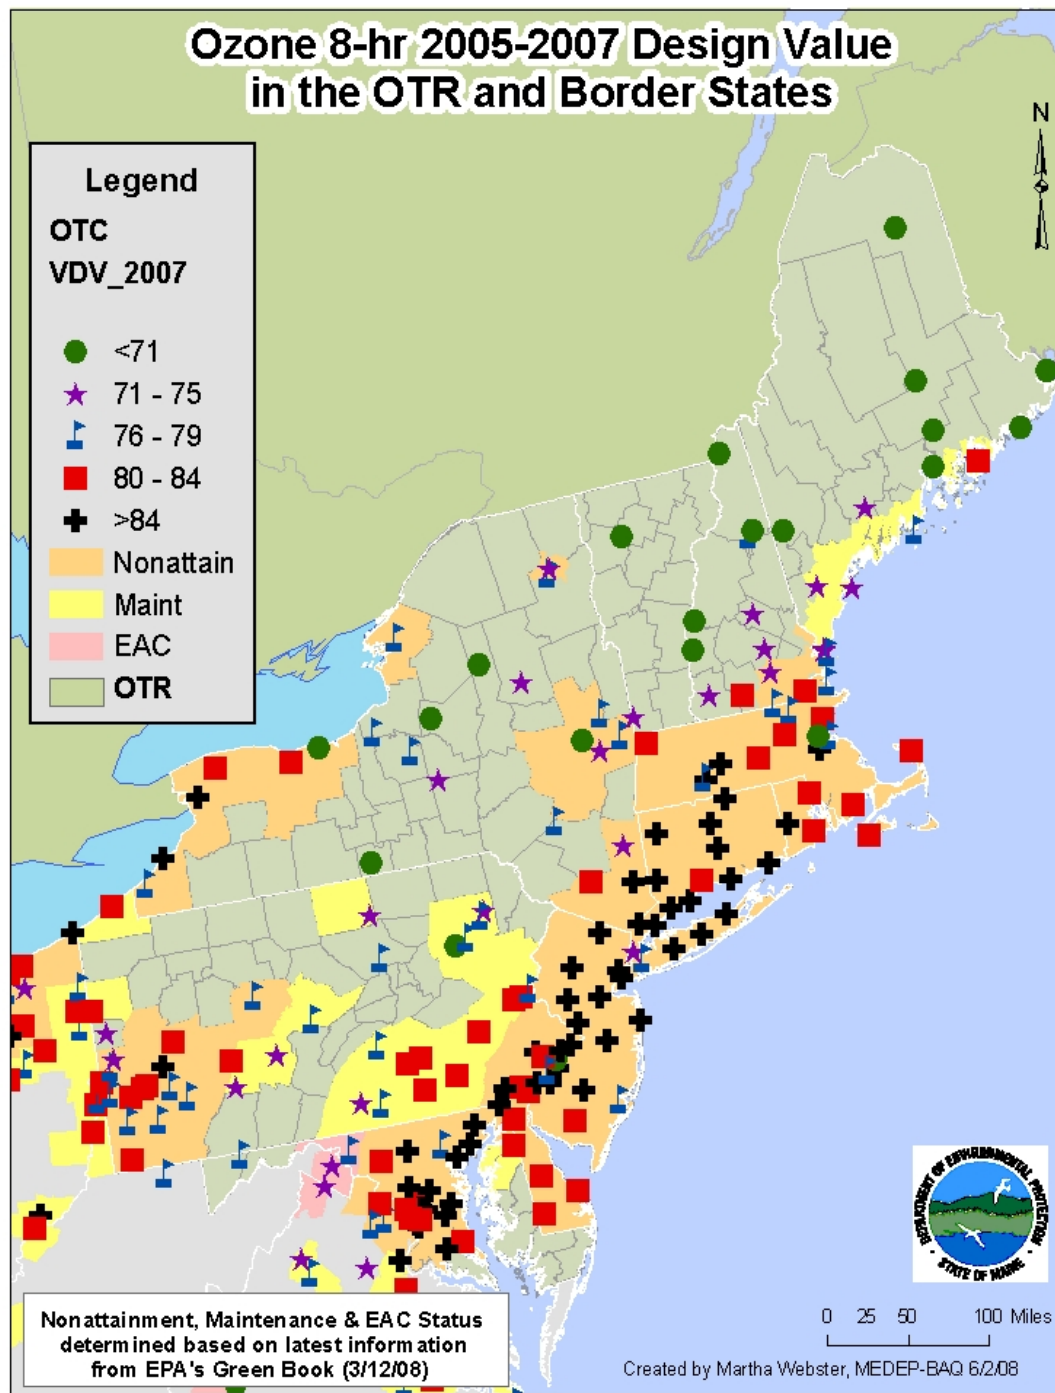 Ozone 8-hr 2005-2007 Design Value
in the OTR and Border States
N
Legend
OTC
VDV_2007
<71
71 - 75
76 - 79
80 - 84
>84
Nonattain
Maint
EAC
OTR
DEPARTMENT OF ENVIRONMENTAL PROTECTION
STATE OF MAINE
Nonattainment, Maintenance & EAC Status
determined based on latest information
from EPA's Green Book (3/12/08)
0 25 50 100 Miles
Created by Martha Webster, MEDEP-BAQ 6/2/08